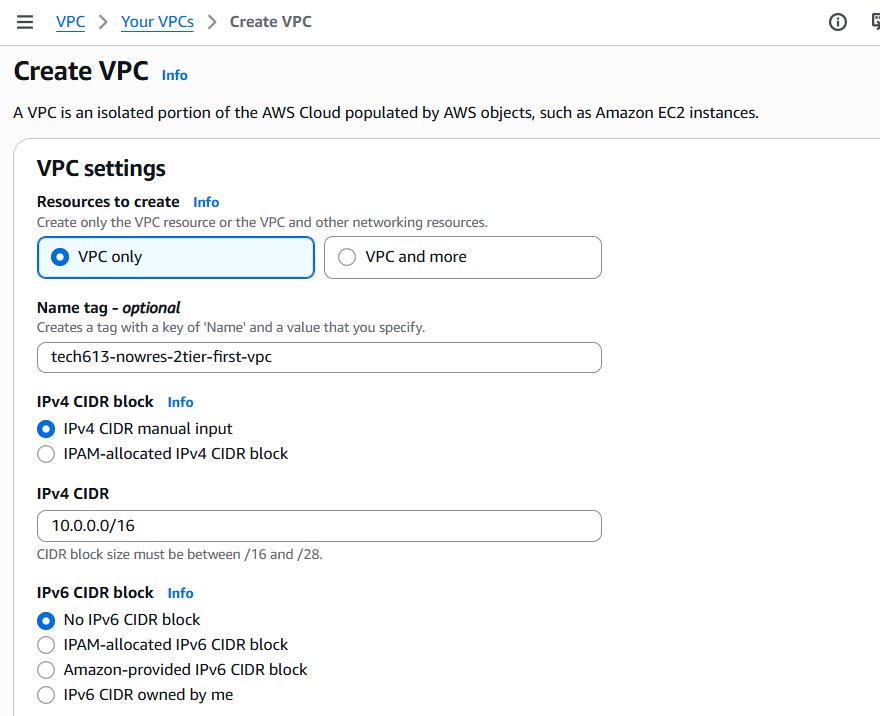 VPC > Your VPCs > Create VPC
Create VPC Info
A VPC is an isolated portion of the AWS Cloud populated by AWS objects, such as Amazon EC2 instances.
VPC settings
Resources to create Info
Create only the VPC resource or the VPC and other networking resources.
VPC only VPC and more
Name tag - optional
Creates a tag with a key of 'Name' and a value that you specify.
tech613-nowres-2tier-first-vpc
IPv4 CIDR block Info
IPv4 CIDR manual input
IPAM-allocated IPv4 CIDR block
IPv4 CIDR
10.0.0.0/16
CIDR block size must be between /16 and /28.
IPv6 CIDR block Info
No IPv6 CIDR block
IPAM-allocated IPv6 CIDR block
Amazon-provided IPv6 CIDR block
IPv6 CIDR owned by me